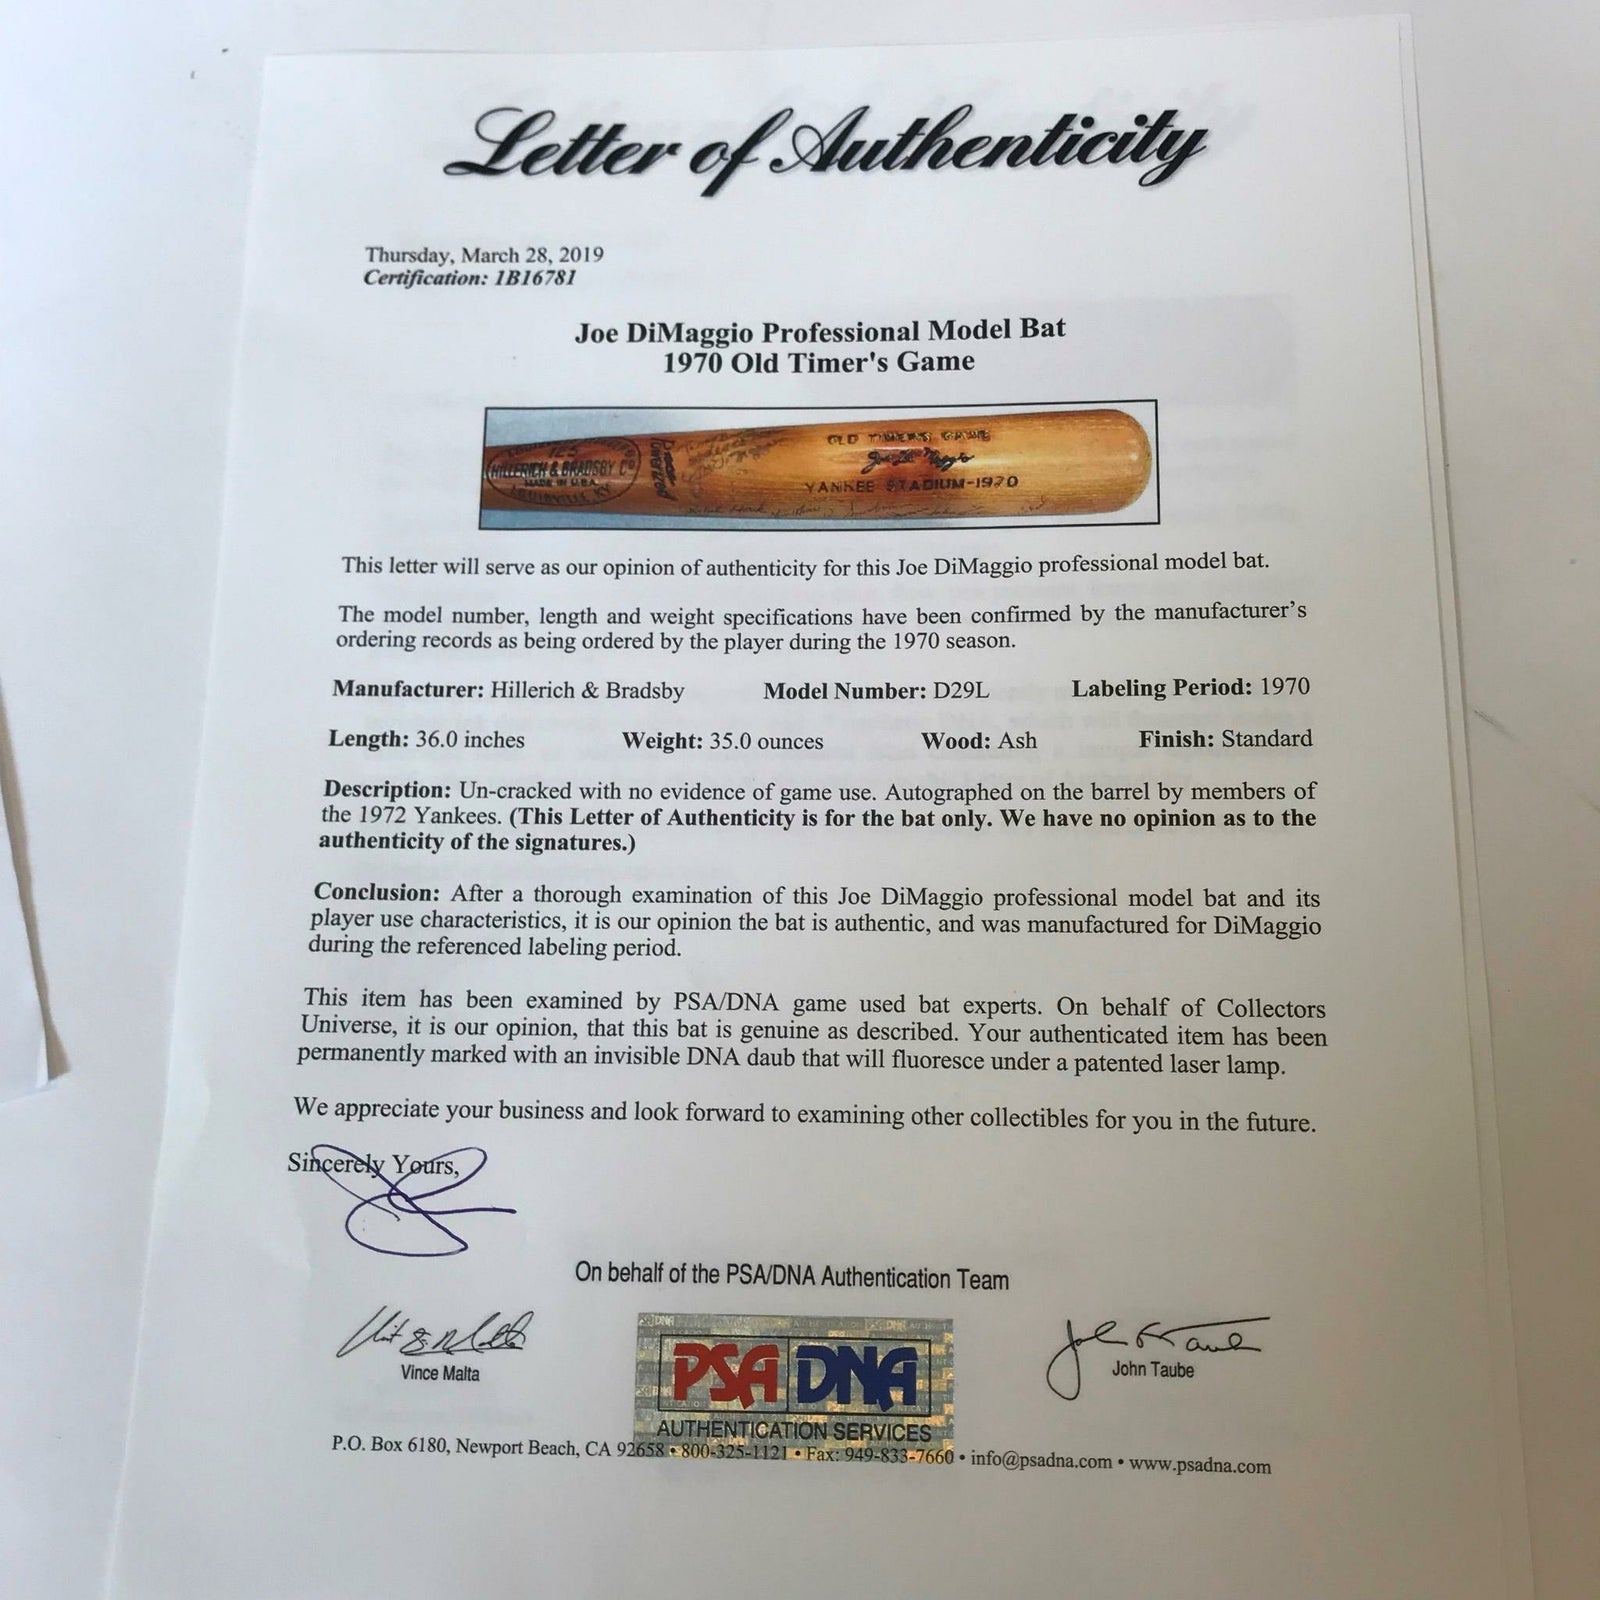 Letter of Authenticity
Thursday, March 28, 2019
Certification: 1B16781
Joe DiMaggio Professional Model Bat
1970 Old Timer's Game
OLD TIMERS GAME
YANKEE STADIUM-1970
125
HILLERICH & BRADSBY Co
MADE IN U.S.A.
LOUISVILLE, KY.
This letter will serve as our opinion of authenticity for this Joe DiMaggio professional model bat.
The model number, length and weight specifications have been confirmed by the manufacturer's
ordering records as being ordered by the player during the 1970 season.
Manufacturer: Hillerich & Bradsby Model Number: D29L Labeling Period: 1970
Length: 36.0 inches Weight: 35.0 ounces Wood: Ash Finish: Standard
Description: Un-cracked with no evidence of game use. Autographed on the barrel by members of
the 1972 Yankees. (This Letter of Authenticity is for the bat only. We have no opinion as to the
authenticity of the signatures.)
Conclusion: After a thorough examination of this Joe DiMaggio professional model bat and its
player use characteristics, it is our opinion the bat is authentic, and was manufactured for DiMaggio
during the referenced labeling period.
This item has been examined by PSA/DNA game used bat experts. On behalf of Collectors
Universe, it is our opinion, that this bat is genuine as described. Your authenticated item has been
permanently marked with an invisible DNA daub that will fluoresce under a patented laser lamp.
We appreciate your business and look forward to examining other collectibles for you in the future.
Sincerely Yours,
On behalf of the PSA/DNA Authentication Team
Vince Malta
John Taube
PSA DNA
AUTHENTICATION SERVICES
P.O. Box 6180, Newport Beach, CA 92658 • 800-325-1121 • Fax: 949-833-7660 • info@psadna.com • www.psadna.com